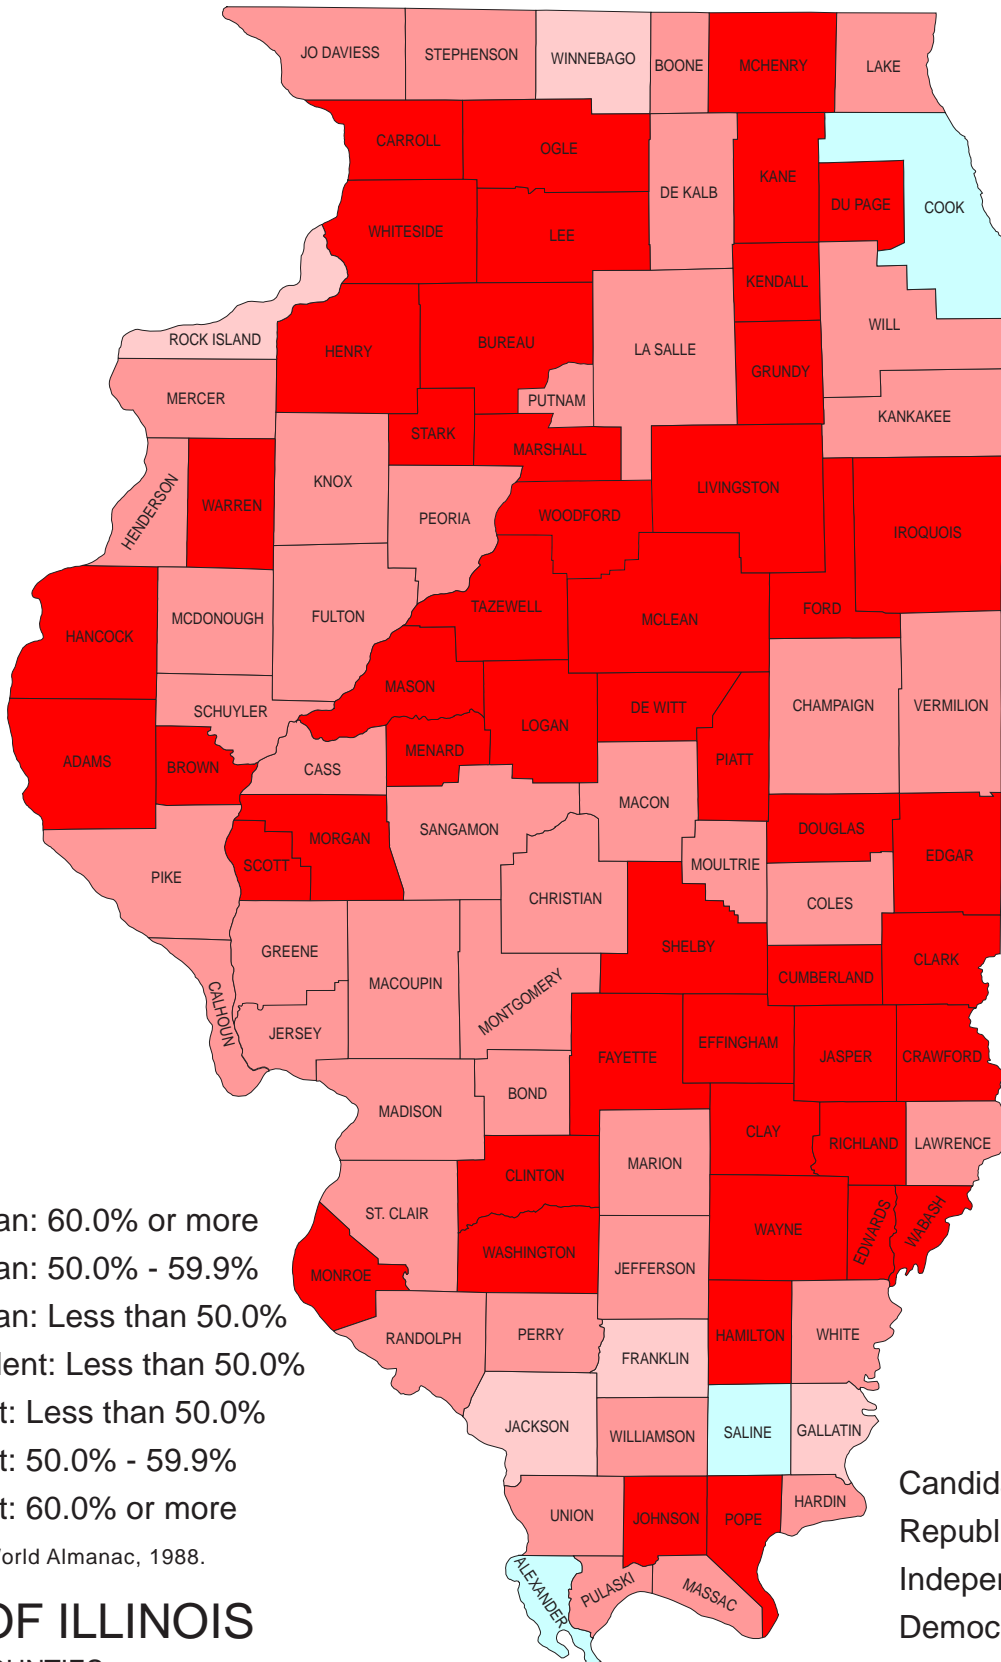 JO DAVIESS
STEPHENSON
WINNEBAGO
BOONE
MCHENRY
LAKE
CARROLL
OGLE
DE KALB
KANE
DU PAGE
COOK
WHITESIDE
LEE
KENDALL
ROCK ISLAND
HENRY
BUREAU
LA SALLE
WILL
GRUNDY
MERCER
PUTNAM
KANKAKEE
STARK
MARSHALL
HENDERSON
WARREN
KNOX
PEORIA
WOODFORD
LIVINGSTON
IROQUOIS
HANCOCK
MCDONOUGH
FULTON
TAZEWELL
MCLEAN
FORD
SCHUYLER
MASON
LOGAN
DE WITT
CHAMPAIGN
VERMILION
ADAMS
BROWN
CASS
MENARD
PIATT
MACON
SCOTT
MORGAN
SANGAMON
DOUGLAS
EDGAR
PIKE
CHRISTIAN
MOULTRIE
COLES
GREENE
MACOUPIN
MONTGOMERY
SHELBY
CUMBERLAND
CLARK
CALHOUN
JERSEY
FAYETTE
EFFINGHAM
JASPER
CRAWFORD
MADISON
BOND
CLAY
RICHLAND
LAWRENCE
MARION
CLINTON
ST. CLAIR
WAYNE
EDWARDS
WABASH
MONROE
WASHINGTON
JEFFERSON
RANDOLPH
PERRY
FRANKLIN
HAMILTON
WHITE
JACKSON
WILLIAMSON
SALINE
GALLATIN
UNION
JOHNSON
POPE
HARDIN
ALEXANDER
PULASKI
MASSAC
an: 60.0% or more
an: 50.0% - 59.9%
an: Less than 50.0%
lent: Less than 50.0%
t: Less than 50.0%
t: 50.0% - 59.9%
t: 60.0% or more
orld Almanac, 1988.
OF ILLINOIS
Candid
Republ
Indepen
Democ